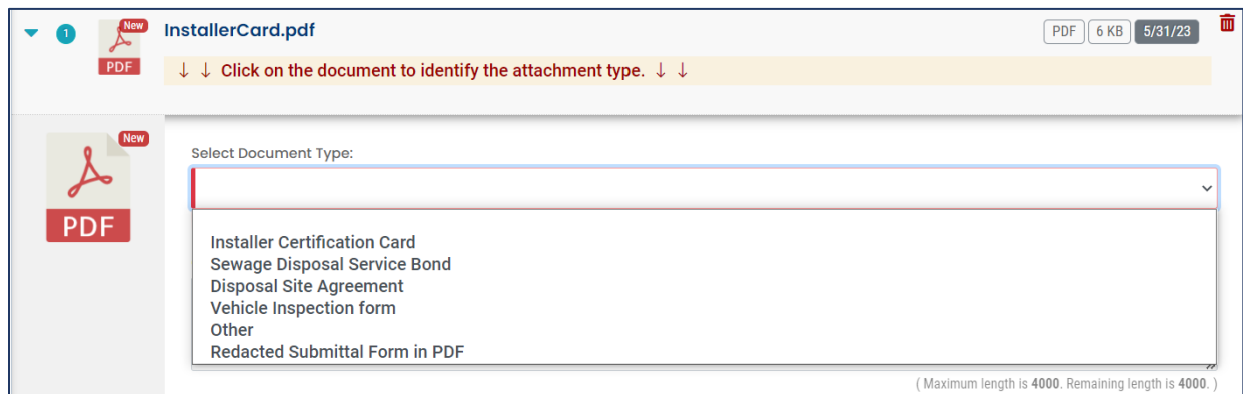 1 New PDF InstallerCard.pdf PDF 6 KB 5/31/23
↓ ↓ Click on the document to identify the attachment type. ↓ ↓
New PDF
Select Document Type:
Installer Certification Card
Sewage Disposal Service Bond
Disposal Site Agreement
Vehicle Inspection form
Other
Redacted Submittal Form in PDF
( Maximum length is 4000. Remaining length is 4000. )